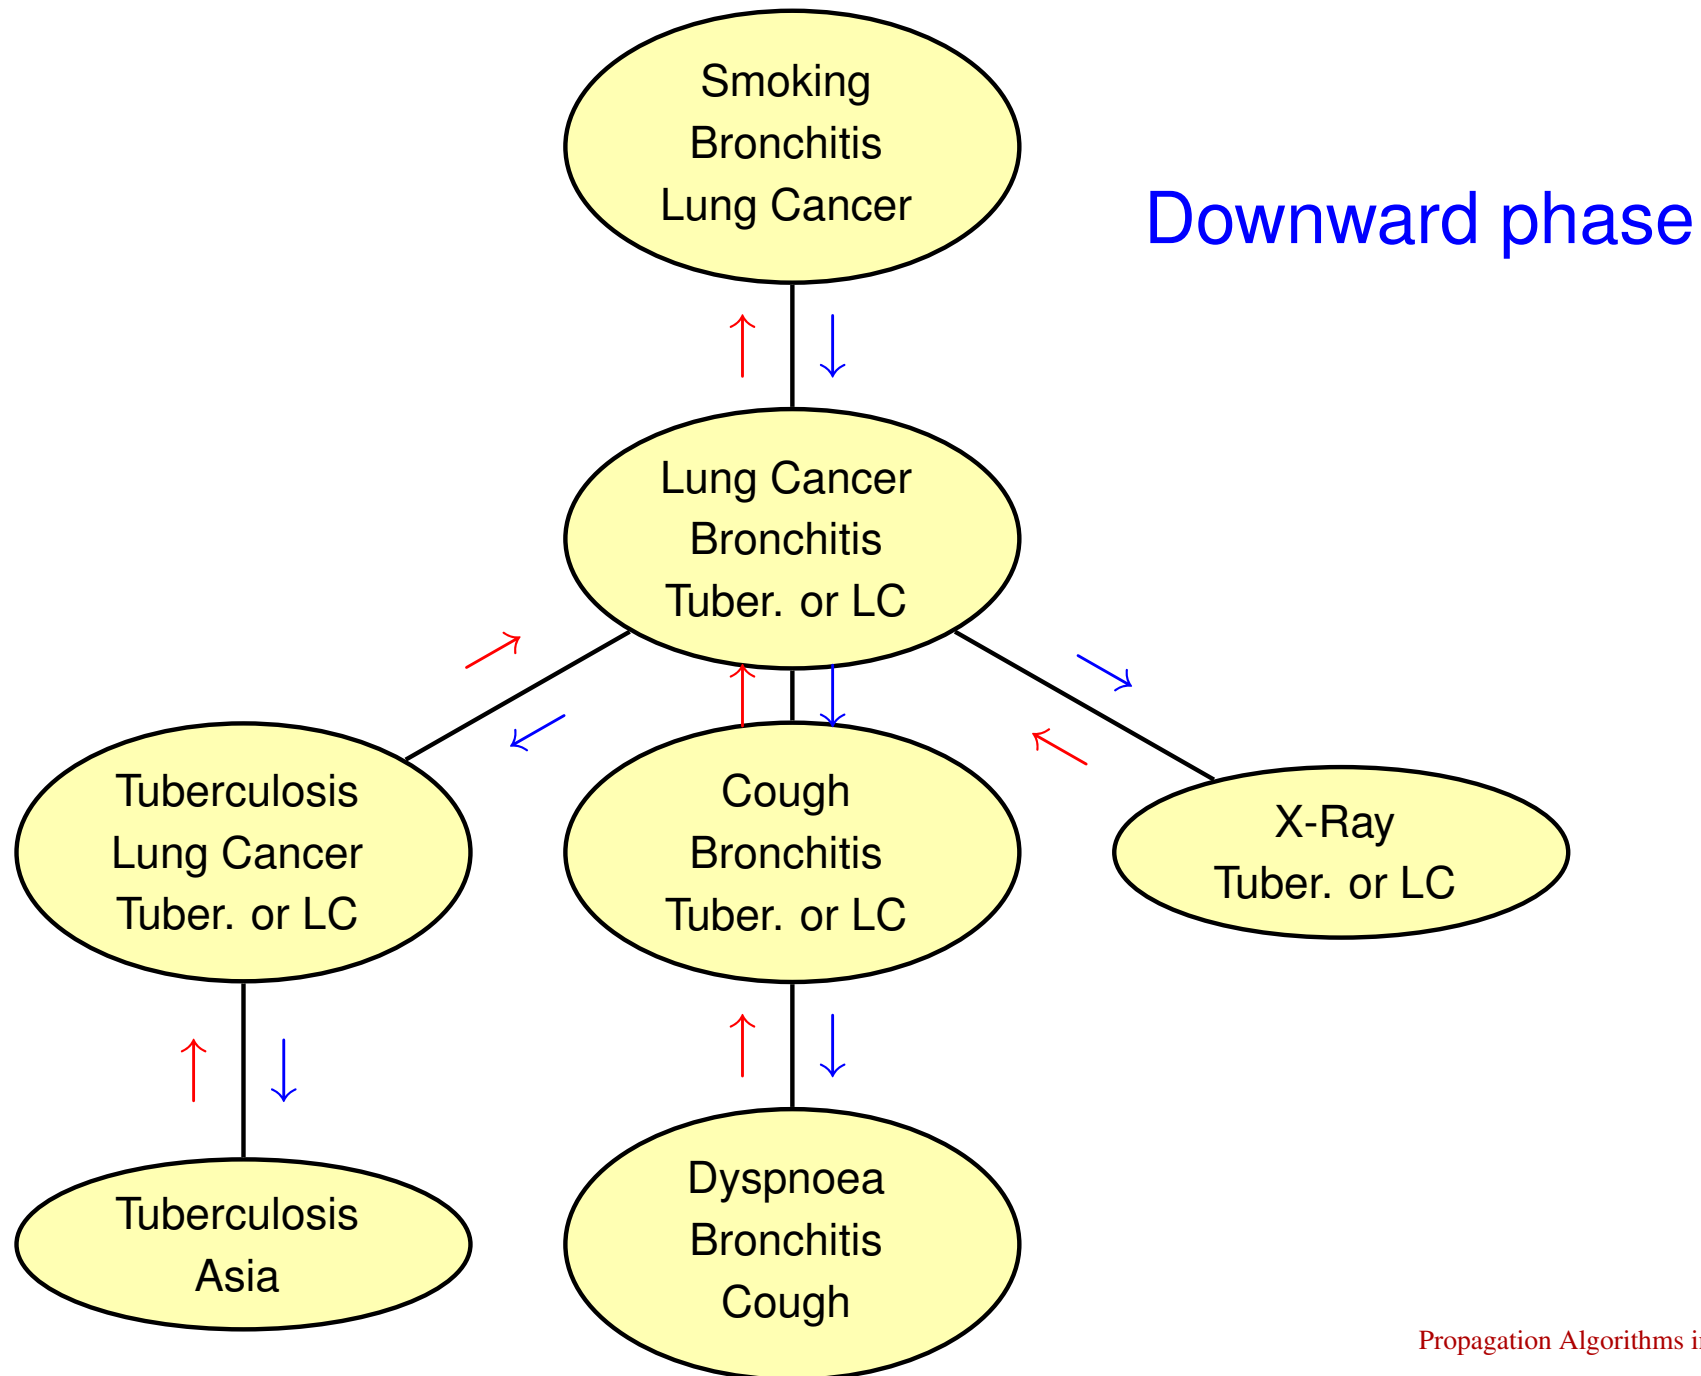 Smoking
Bronchitis
Lung Cancer
Downward phase
Lung Cancer
Bronchitis
Tuber. or LC
Tuberculosis
Lung Cancer
Tuber. or LC
Cough
Bronchitis
Tuber. or LC
X-Ray
Tuber. or LC
Tuberculosis
Asia
Dyspnoea
Bronchitis
Cough
Propagation Algorithms